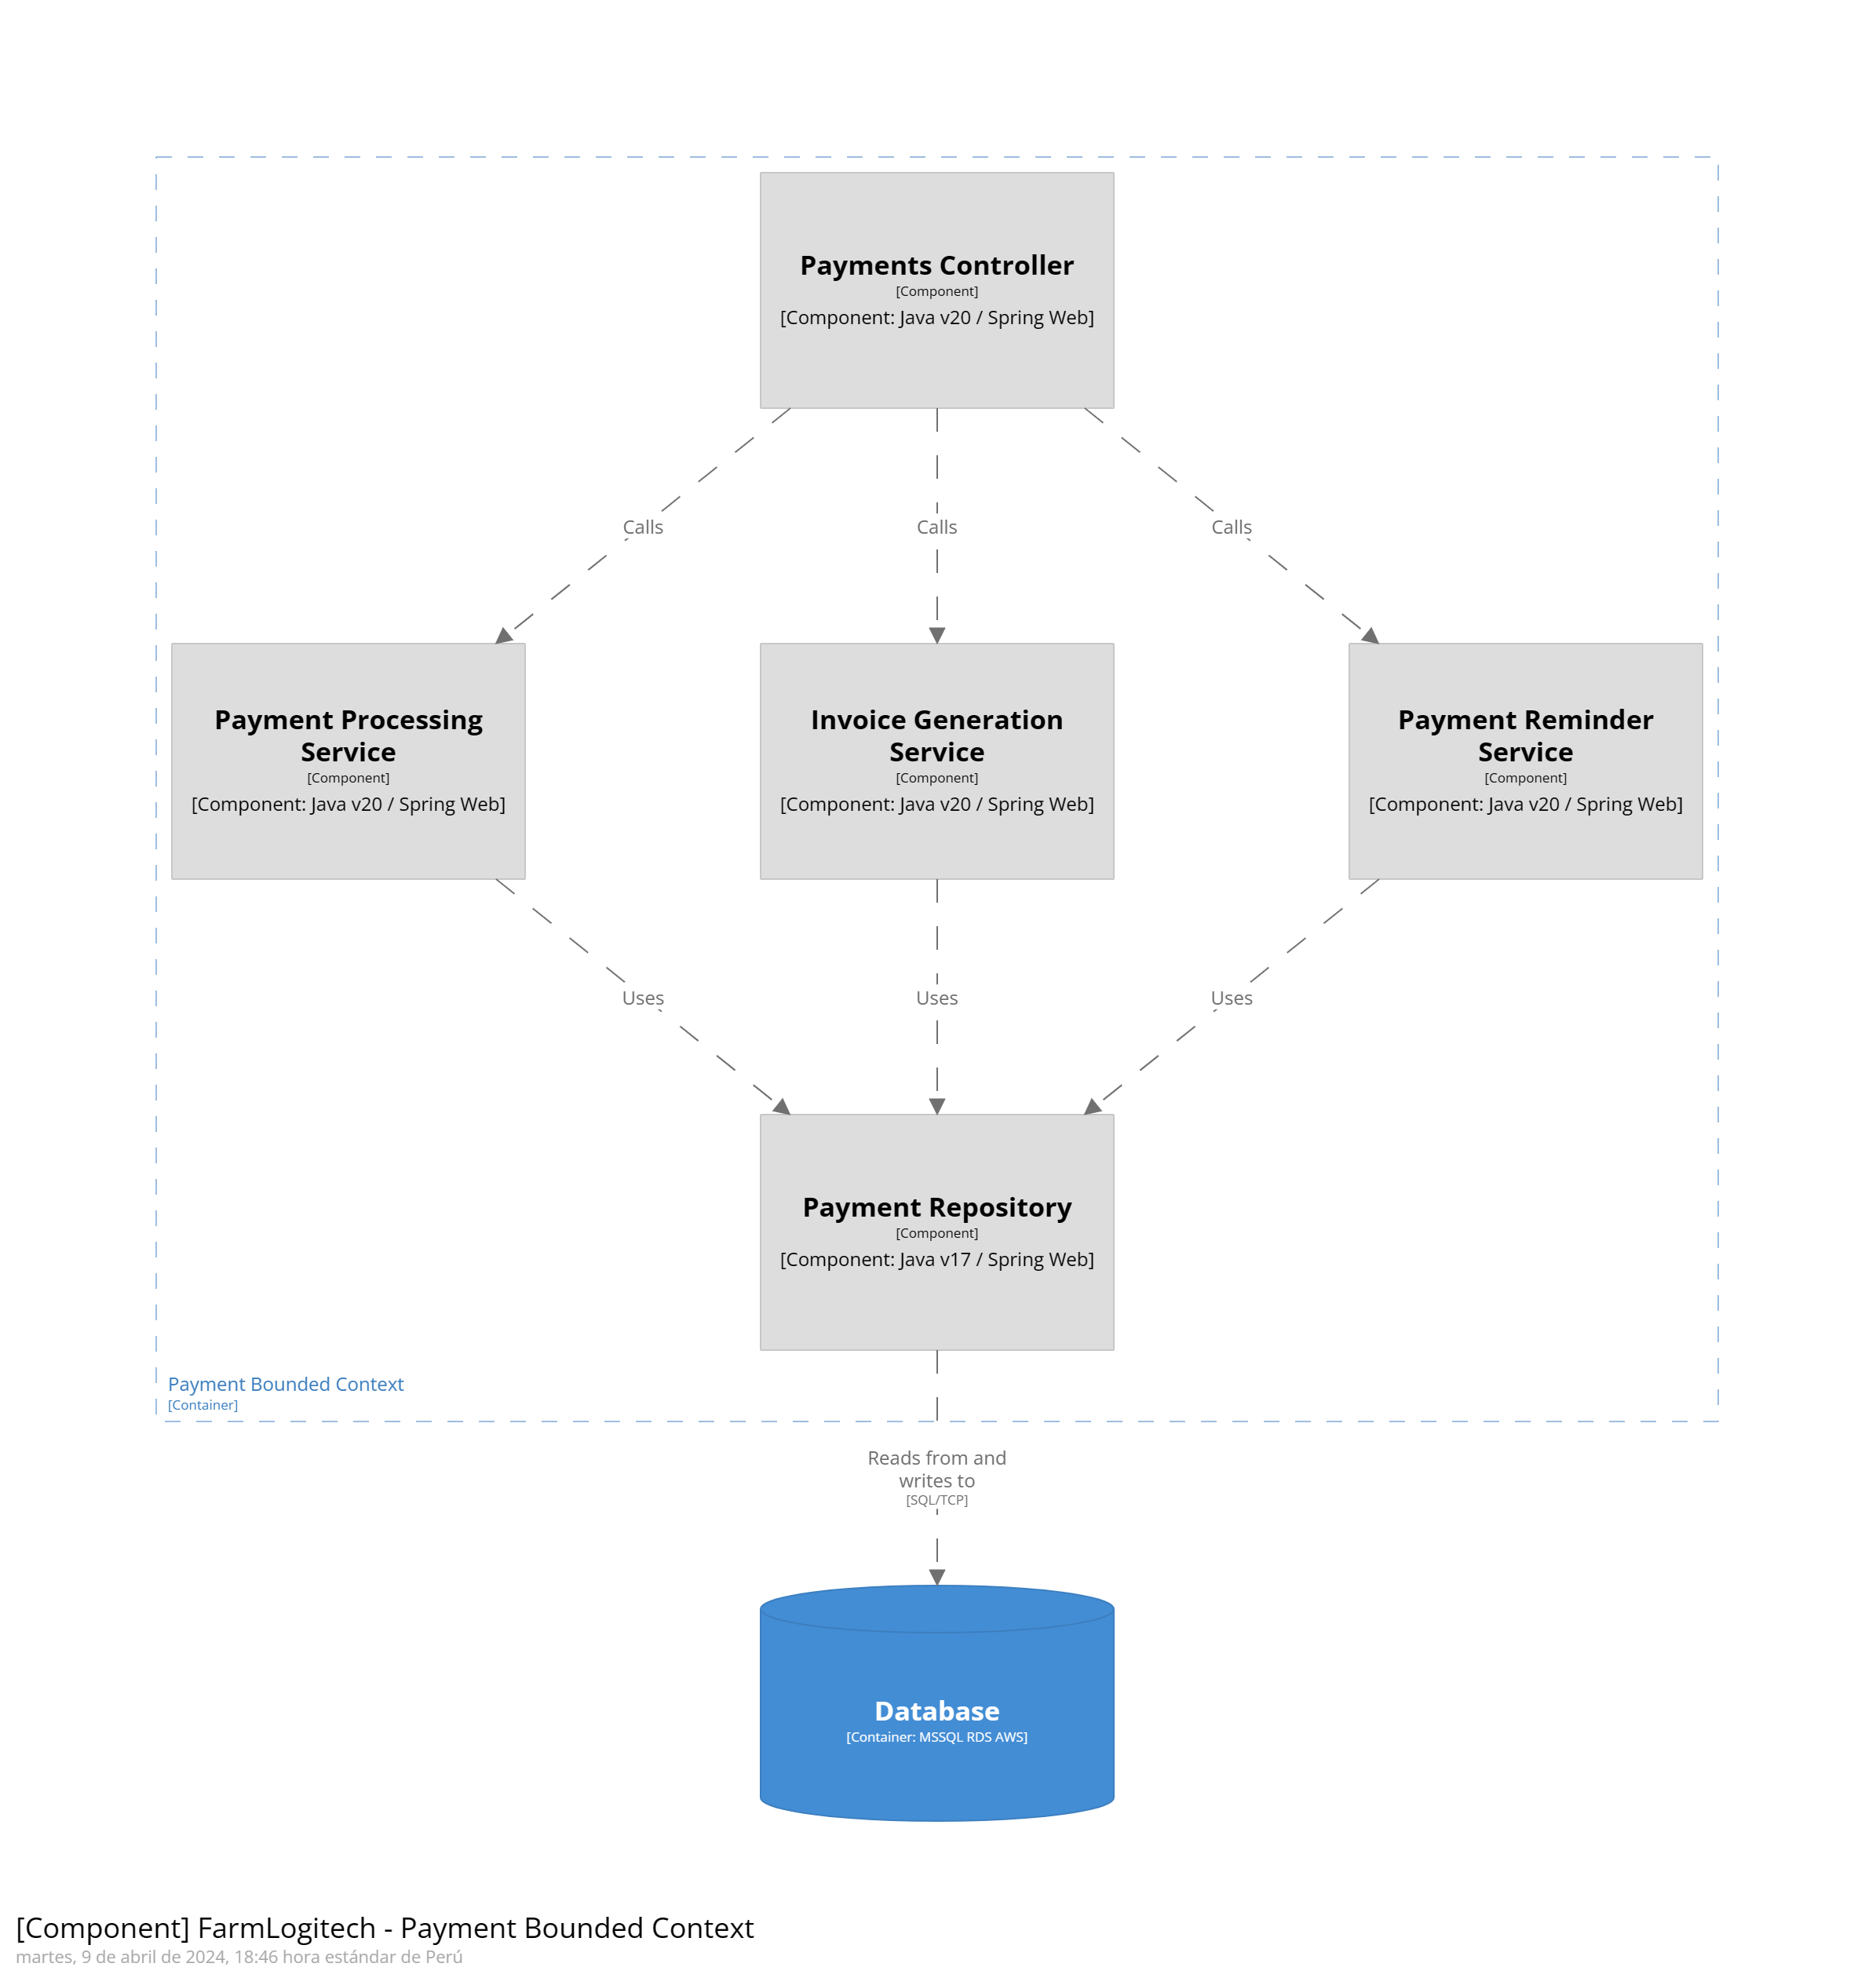 Payments Controller
[Component]
[Component: Java v20 / Spring Web]
Calls
Calls
Calls
Payment Processing
Service
[Component]
[Component: Java v20 / Spring Web]
Invoice Generation
Service
[Component]
[Component: Java v20 / Spring Web]
Payment Reminder
Service
[Component]
[Component: Java v20 / Spring Web]
Uses
Uses
Uses
Payment Repository
[Component]
[Component: Java v17 / Spring Web]
Payment Bounded Context
[Container]
Reads from and
writes to
[SQL/TCP]
Database
[Container: MSSQL RDS AWS]
[Component] FarmLogitech - Payment Bounded Context
martes, 9 de abril de 2024, 18:46 hora estándar de Perú